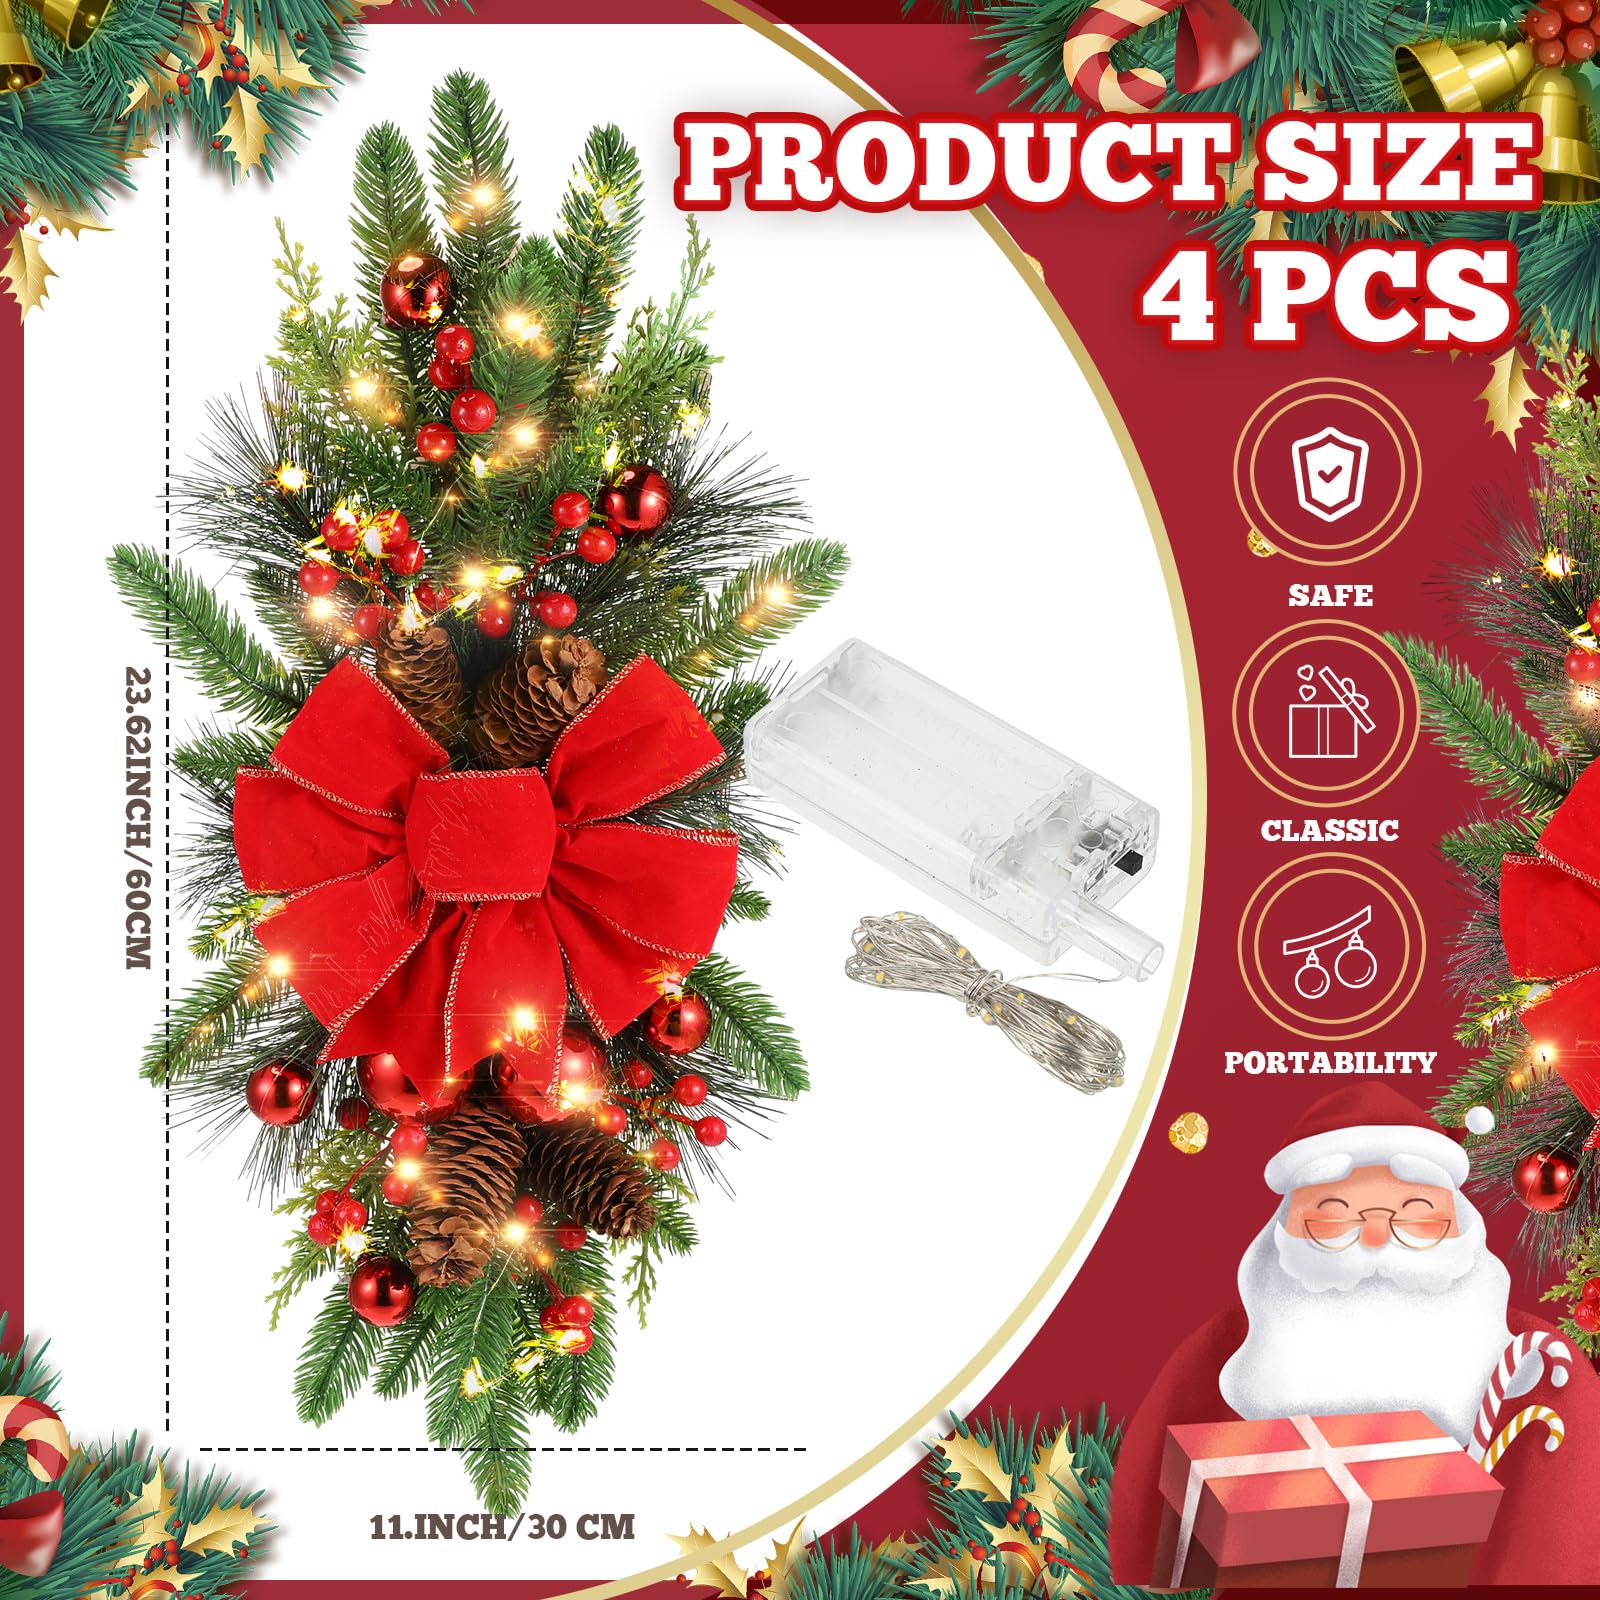 PRODUCT SIZE
4 PCS
SAFE
CLASSIC
PORTABILITY
23.62INCH/60CM
11.INCH/30 CM